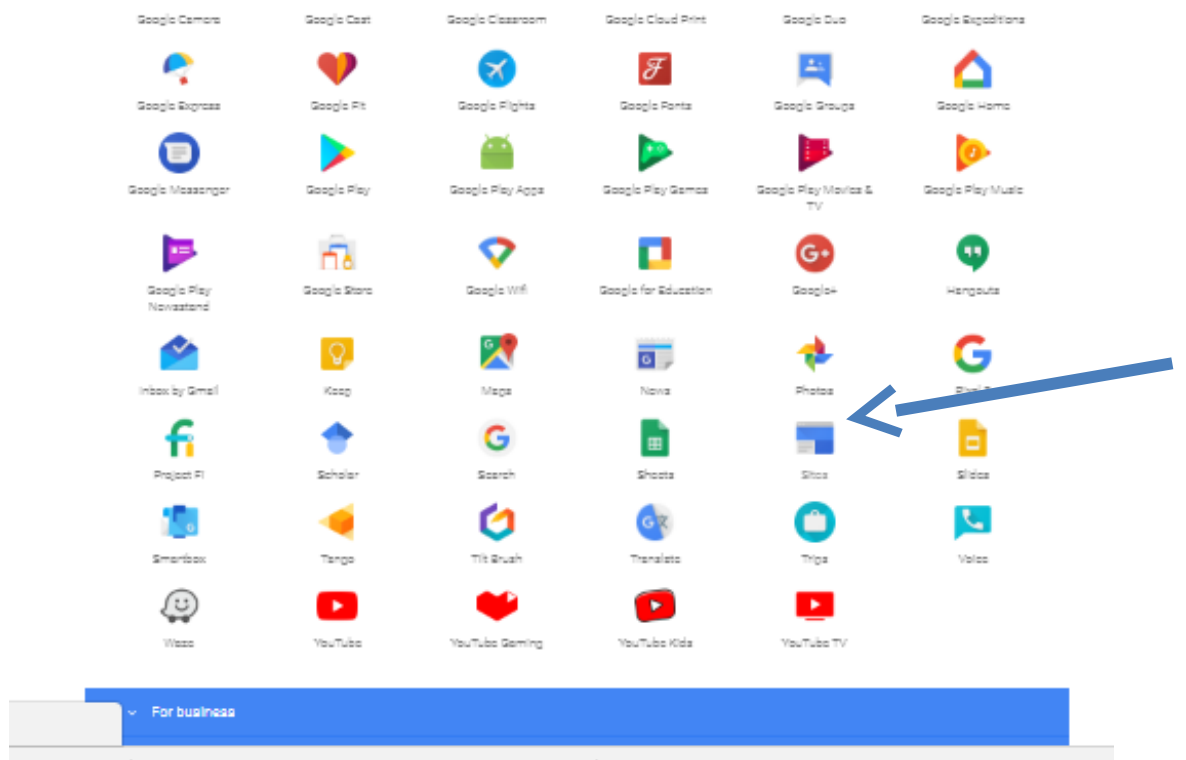 Google Camera Google Cast Google Classroom Google Cloud Print Google Duo Google Expeditions
Google Express Google Fit Google Flights Google Fonts Google Groups Google Home
Google Messenger Google Play Google Play Apps Google Play Games Google Play Movies & Google Play Music
TV
Google Play Google Store Google Wifi Google for Education Google+ Hangouts
Newsstand
Inbox by Gmail Keep Maps News Photos Pixel
Project Fi Scholar Search Sheets Sites Slides
Smartbox Tango Tilt Brush Translate Trips Voice
Waze YouTube YouTube Gaming YouTube Kids YouTube TV
For business